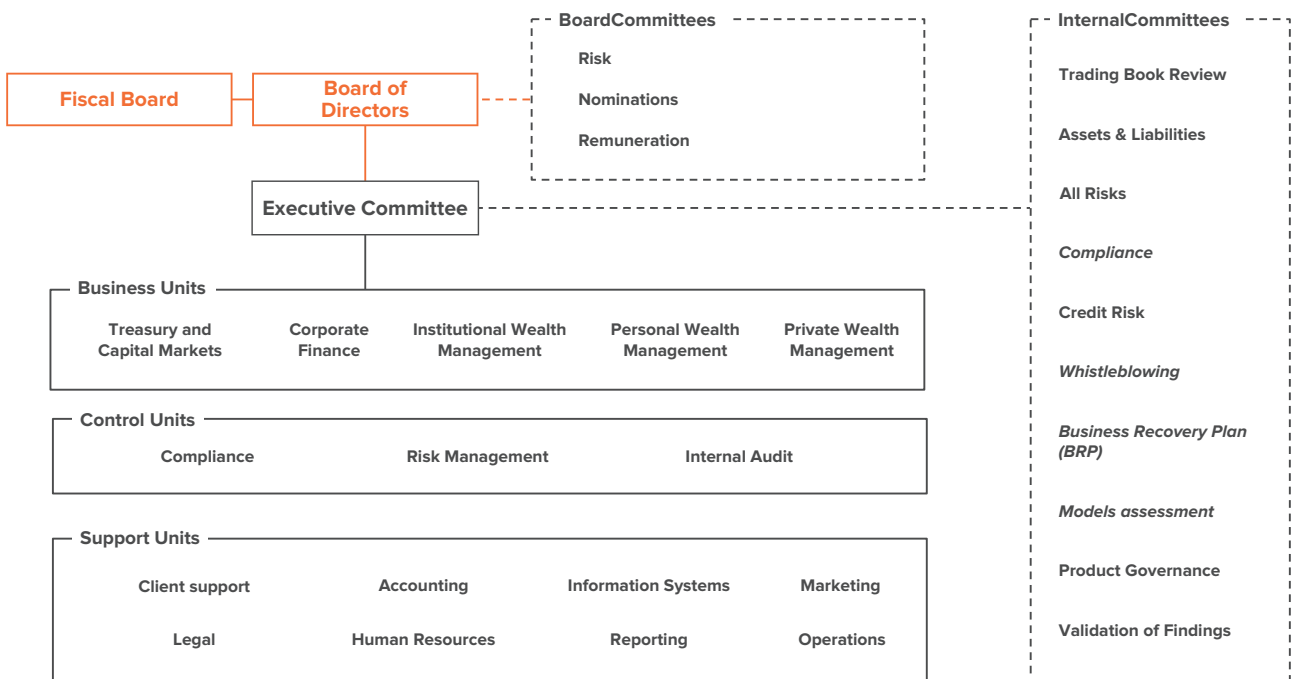 BoardCommittees
Risk
Nominations
Remuneration
Fiscal Board
Board of
Directors
Executive Committee
Business Units
Treasury and
Capital Markets
Corporate
Finance
Institutional Wealth
Management
Personal Wealth
Management
Private Wealth
Management
Control Units
Compliance
Risk Management
Internal Audit
Support Units
Client support
Accounting
Information Systems
Marketing
Legal
Human Resources
Reporting
Operations
InternalCommittees
Trading Book Review
Assets & Liabilities
All Risks
Compliance
Credit Risk
Whistleblowing
Business Recovery Plan
(BRP)
Models assessment
Product Governance
Validation of Findings